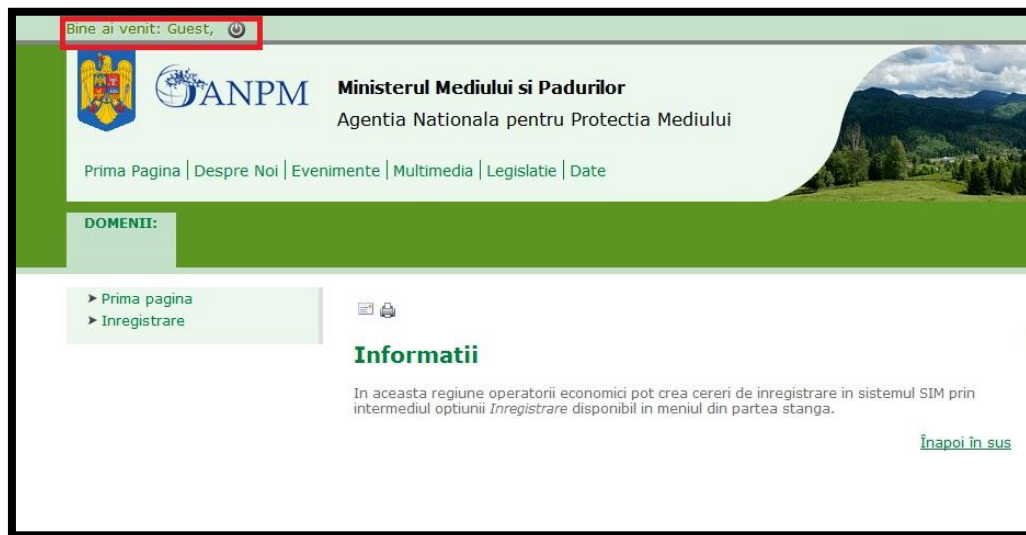 Bine ai venit: Guest,
ANPM
Ministerul Mediului si Padurilor
Agentia Nationala pentru Protectia Mediului
Prima Pagina | Despre Noi | Evenimente | Multimedia | Legislatie | Date
DOMENII:
Prima pagina
Inregistrare
Informatii
In aceasta regiune operatorii economici pot crea cereri de inregistrare in sistemul SIM prin
intermediul optiunii Inregistrare disponibil in meniul din partea stanga.
Înapoi în sus